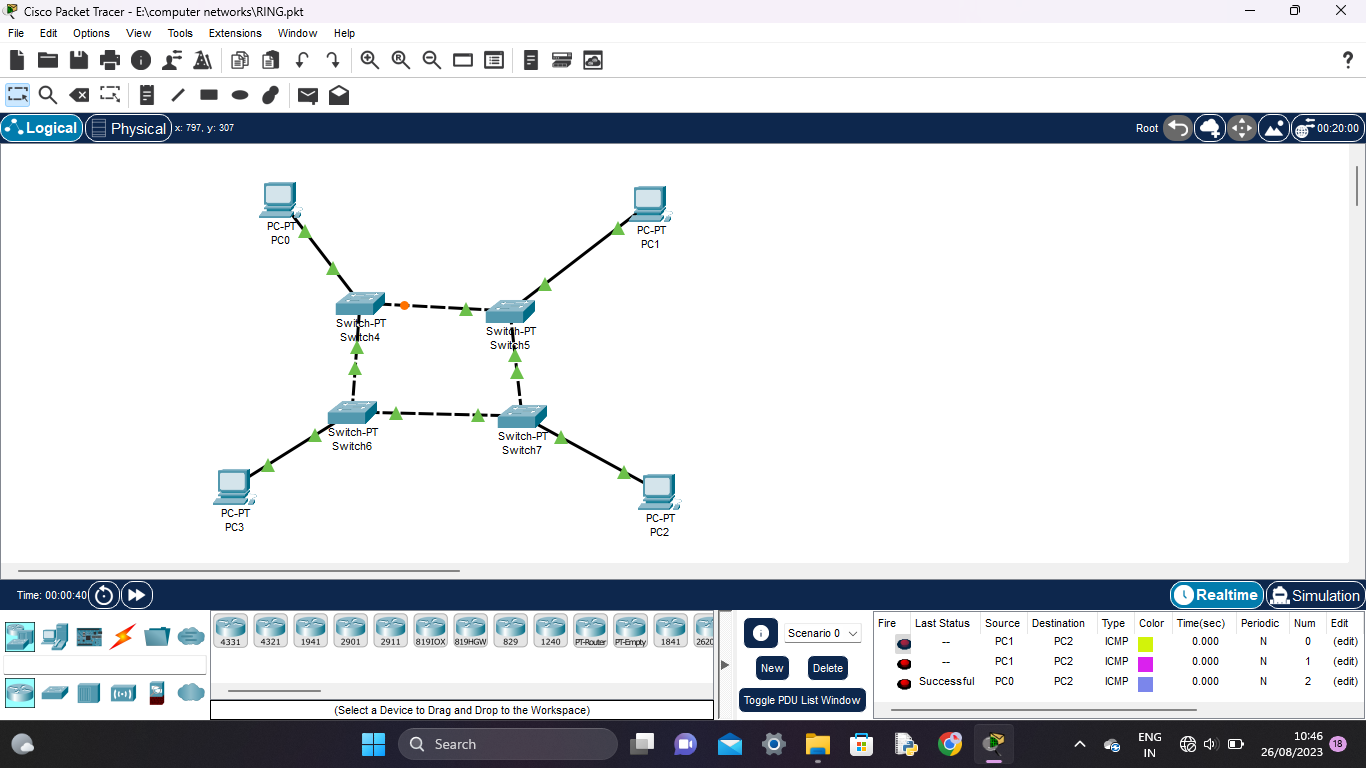 Cisco Packet Tracer - E:\computer networks\RING.pkt
File Edit Options View Tools Extensions Window Help
?
Logical Physical x: 797, y: 307 Root 00:20:00
PC-PT
PC0
PC-PT
PC1
Switch-PT
Switch4
Switch-PT
Switch5
Switch-PT
Switch6
Switch-PT
Switch7
PC-PT
PC3
PC-PT
PC2
Time: 00:00:40 Realtime Simulation
4331 4321 1941 2901 2911 819IOX 819HGW 829 1240 PT-Router PT-Empty 1841 2620
(Select a Device to Drag and Drop to the Workspace)
Scenario 0
New Delete
Toggle PDU List Window
Fire Last Status Source Destination Type Color Time(sec) Periodic Num Edit
-- PC1 PC2 ICMP 0.000 N 0 (edit)
-- PC1 PC2 ICMP 0.000 N 1 (edit)
Successful PC0 PC2 ICMP 0.000 N 2 (edit)
Search
ENG
IN
10:46
26/08/2023
18